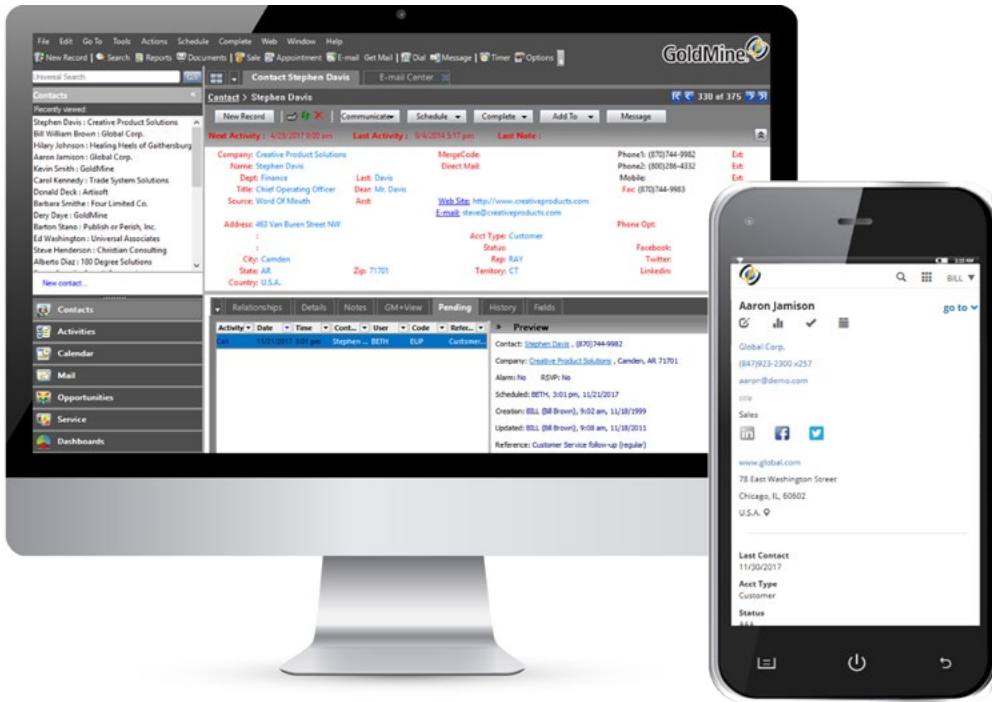 File Edit Go To Tools Actions Schedule Complete Web Window Help
New Record | Search Reports Documents | Sale Appointment E-mail Get Mail | Dial Message | Timer Options
GoldMine
Universal Search GO
Contact Stephen Davis E-mail Center
Contacts
Contact > Stephen Davis 330 of 375
Recently viewed:
Stephen Davis : Creative Product Solutions
Bill William Brown : Global Corp.
Hilary Johnson : Healing Heels of Gaithersburg
Aaron Jamison : Global Corp.
Kevin Smith : GoldMine
Carol Kennedy : Trade System Solutions
Donald Deck : Artisoft
Barbara Smithe : Four Limited Co.
Dery Daye : GoldMine
Barton Stano : Publish or Perish, Inc.
Ed Washington : Universal Associates
Steve Henderson : Christian Consulting
Alberto Diaz : 180 Degree Solutions
New contact...
Contacts
Activities
Calendar
Mail
Opportunities
Service
Dashboards
New Record Communicate Schedule Complete Add To Message
Next Activity : 4/20/2017 8:00 am Last Activity : 9/4/2014 5:17 pm Last Note :
Company: Creative Product Solutions MergeCode: Phone1: (870)744-9982 Ext:
Name: Stephen Davis Direct Mail: Phone2: (800)286-4332 Ext:
Dept: Finance Last: Davis Mobile: Ext:
Title: Chief Operating Officer Dear: Mr. Davis Fax: (870)744-9983 Ext:
Source: Word Of Mouth Asst: Web Site: http://www.creativeproducts.com
E-mail: steve@creativeproducts.com
Address: 463 Van Buren Street NW Phone Opt:
: Acct Type: Customer
: Status: Facebook:
City: Camden Rep: RAY Twitter:
State: AR Zip: 71701 Territory: CT Linkedin:
Country: U.S.A.
Relationships Details Notes GM+View Pending History Fields
Activity Date Time Cont... User Code Refer... » Preview
Call 11/21/2017 3:01 pm Stephen ... BETH EUP Customer...
Contact: Stephen Davis , (870)744-9982
Company: Creative Product Solutions , Camden, AR 71701
Alarm: No RSVP: No
Scheduled: BETH, 3:01 pm, 11/21/2017
Creation: BILL (Bill Brown), 9:02 am, 11/18/1999
Updated: BILL (Bill Brown), 9:08 am, 11/18/2011
Reference: Customer Service follow-up (regular)
BILL
Aaron Jamison go to
Global Corp.
(847)923-2300 x257
aaron@demo.com
title
Sales
in f
www.global.com
78 East Washington Street
Chicago, IL, 60602
U.S.A.
Last Contact
11/30/2017
Acct Type
Customer
Status
AAA